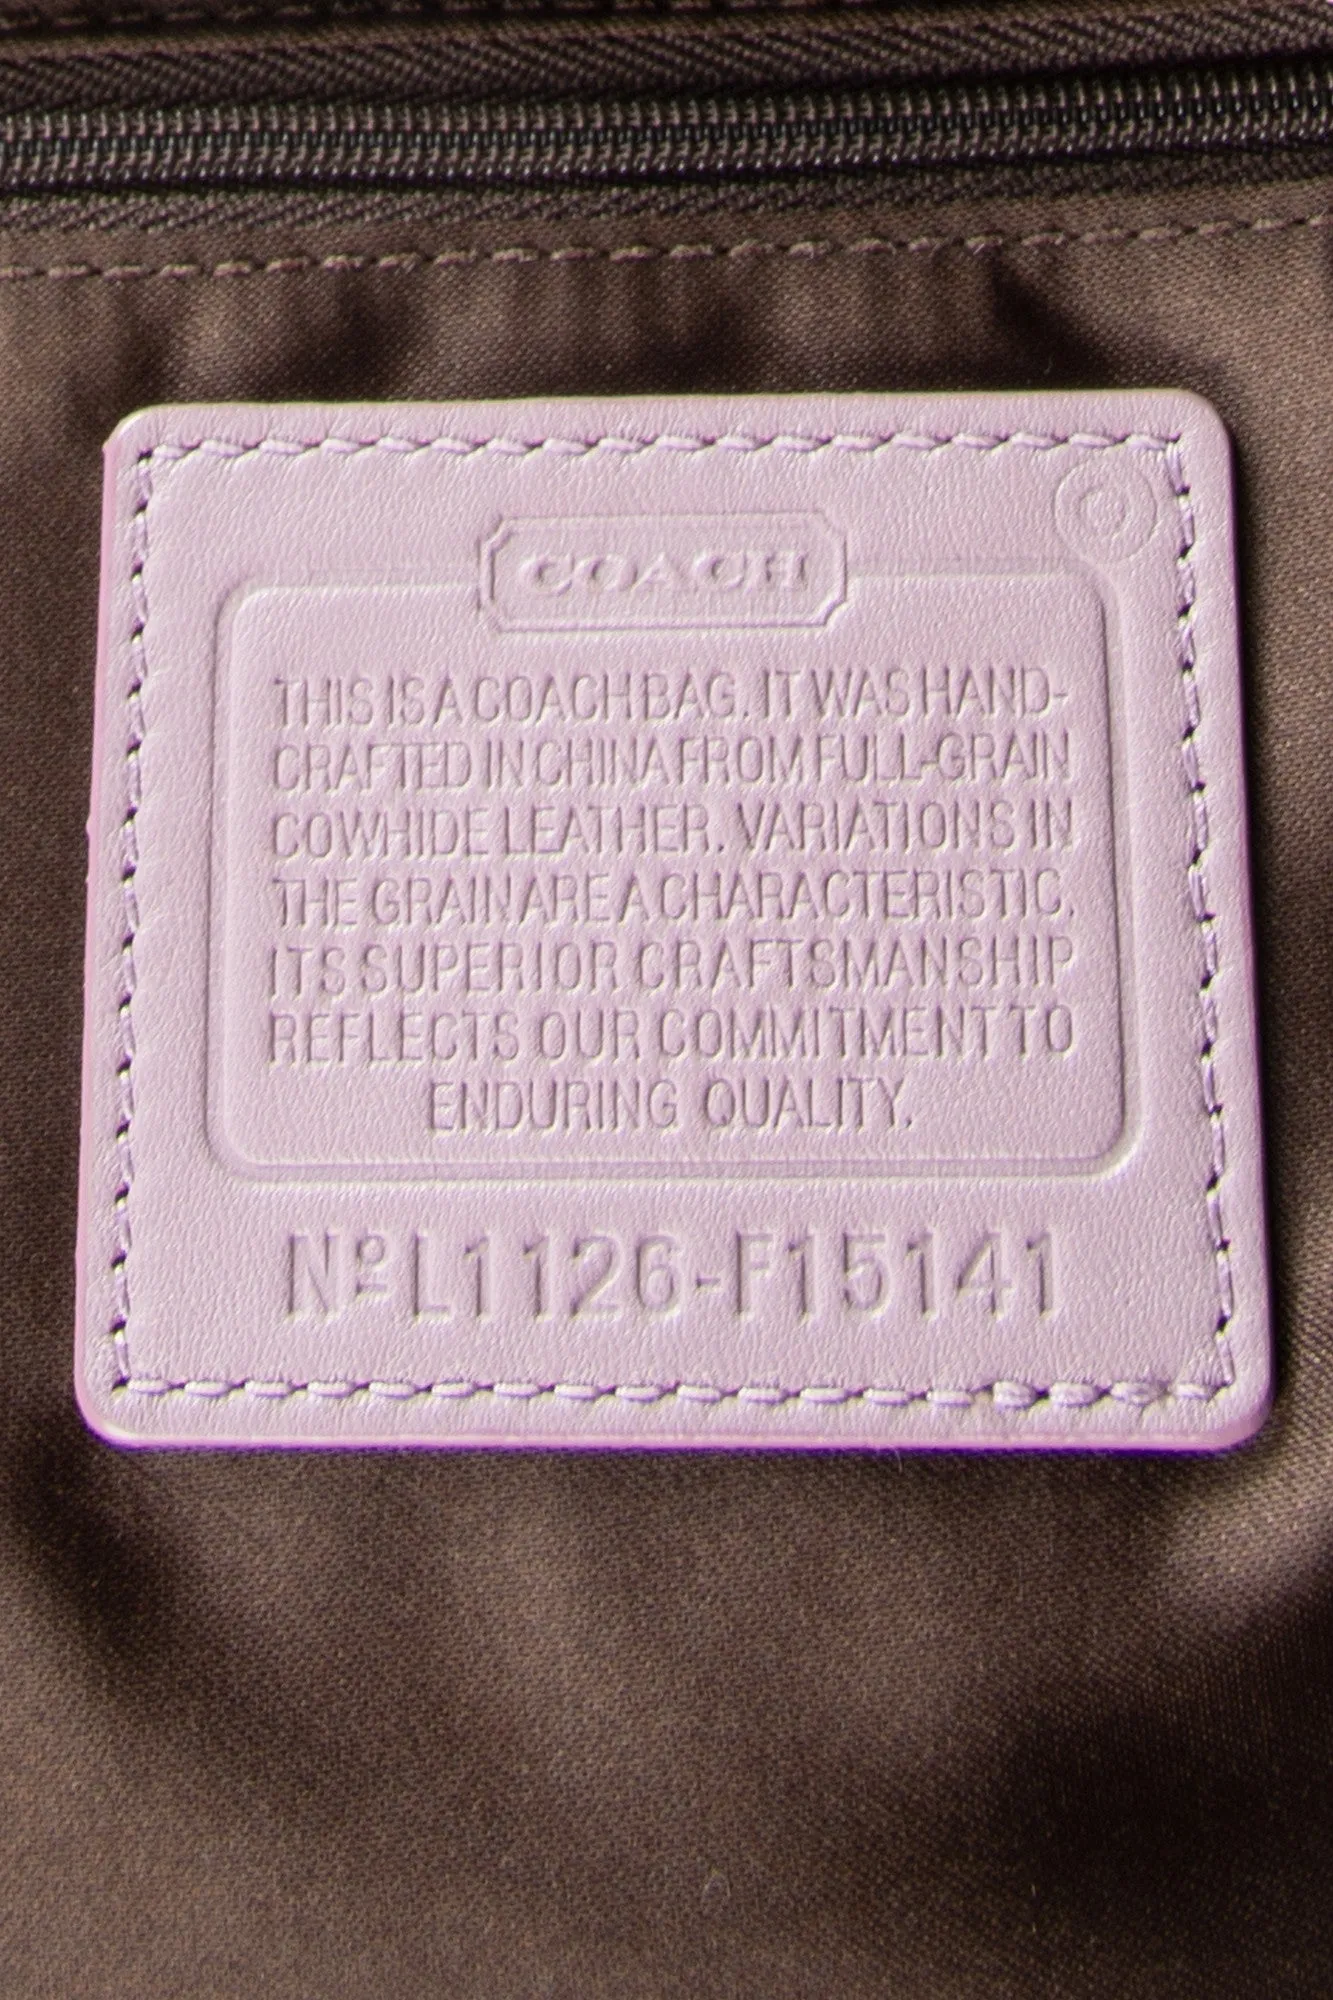 COACH
THIS IS A COACH BAG. IT WAS HAND-
CRAFTED IN CHINA FROM FULL-GRAIN
COWHIDE LEATHER. VARIATIONS IN
THE GRAIN ARE A CHARACTERISTIC.
ITS SUPERIOR CRAFTSMANSHIP
REFLECTS OUR COMMITMENT TO
ENDURING QUALITY.
Nº L1126-F15141